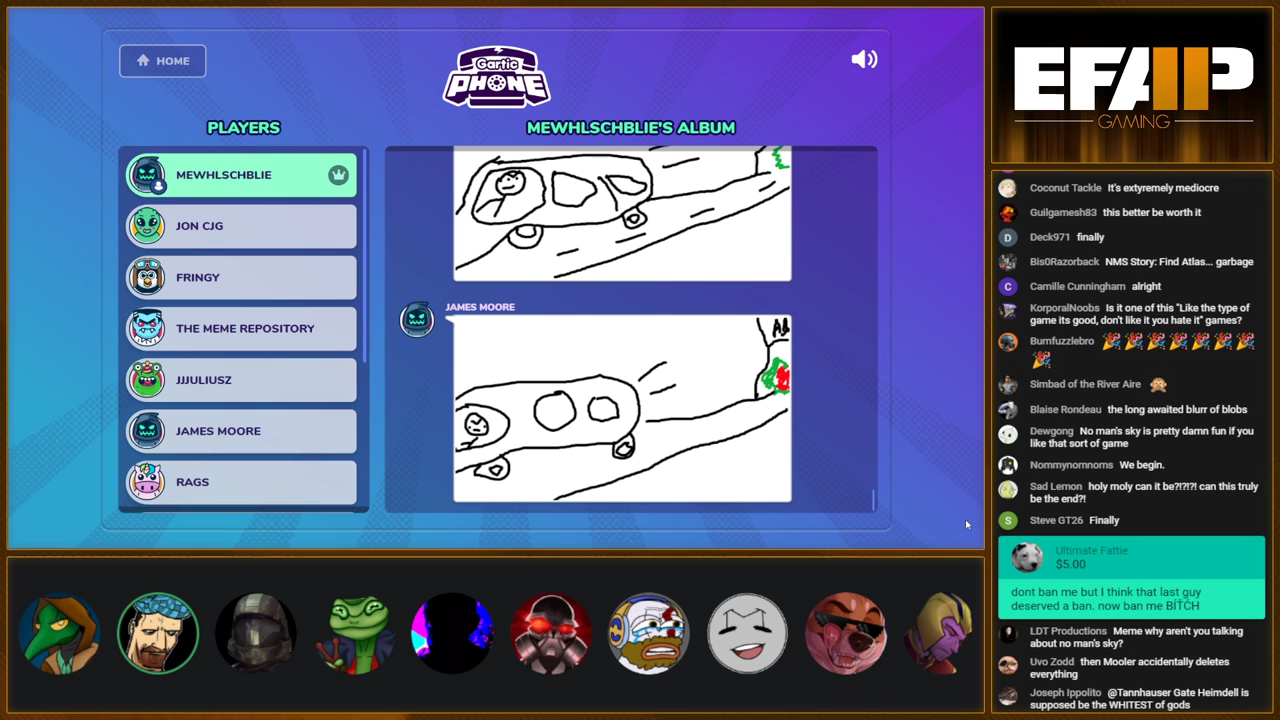 HOME
Gartic
PHONE
PLAYERS
MEWHLSCHBLIE
JON CJG
FRINGY
THE MEME REPOSITORY
JJJULIUSZ
JAMES MOORE
RAGS
MEWHLSCHBLIE'S ALBUM
JAMES MOORE
EFAP
GAMING
Coconut Tackle It's extyremely mediocre
Guilgamesh83 this better be worth it
D
Deck971 finally
Bis0Razorback NMS Story: Find Atlas... garbage
C
Camille Cunningham alright
KorporalNoobs Is it one of this "Like the type of
game its good, don't like it you hate it" games?
Bumfuzzlebro
Simbad of the River Aire
Blaise Rondeau the long awaited blurr of blobs
Dewgong No man's sky is pretty damn fun if you
like that sort of game
Nommynomnoms We begin.
Sad Lemon holy moly can it be?!?!?! can this truly
be the end?!
S
Steve GT26 Finally
Ultimate Fattie
$5.00
dont ban me but I think that last guy
deserved a ban. now ban me BÏT̈CH
LDT Productions Meme why aren't you talking
about no man's sky?
Uvo Zodd then Mooler accidentally deletes
everything
Joseph Ippolito @Tannhauser Gate Heimdell is
supposed be the WHITEST of gods